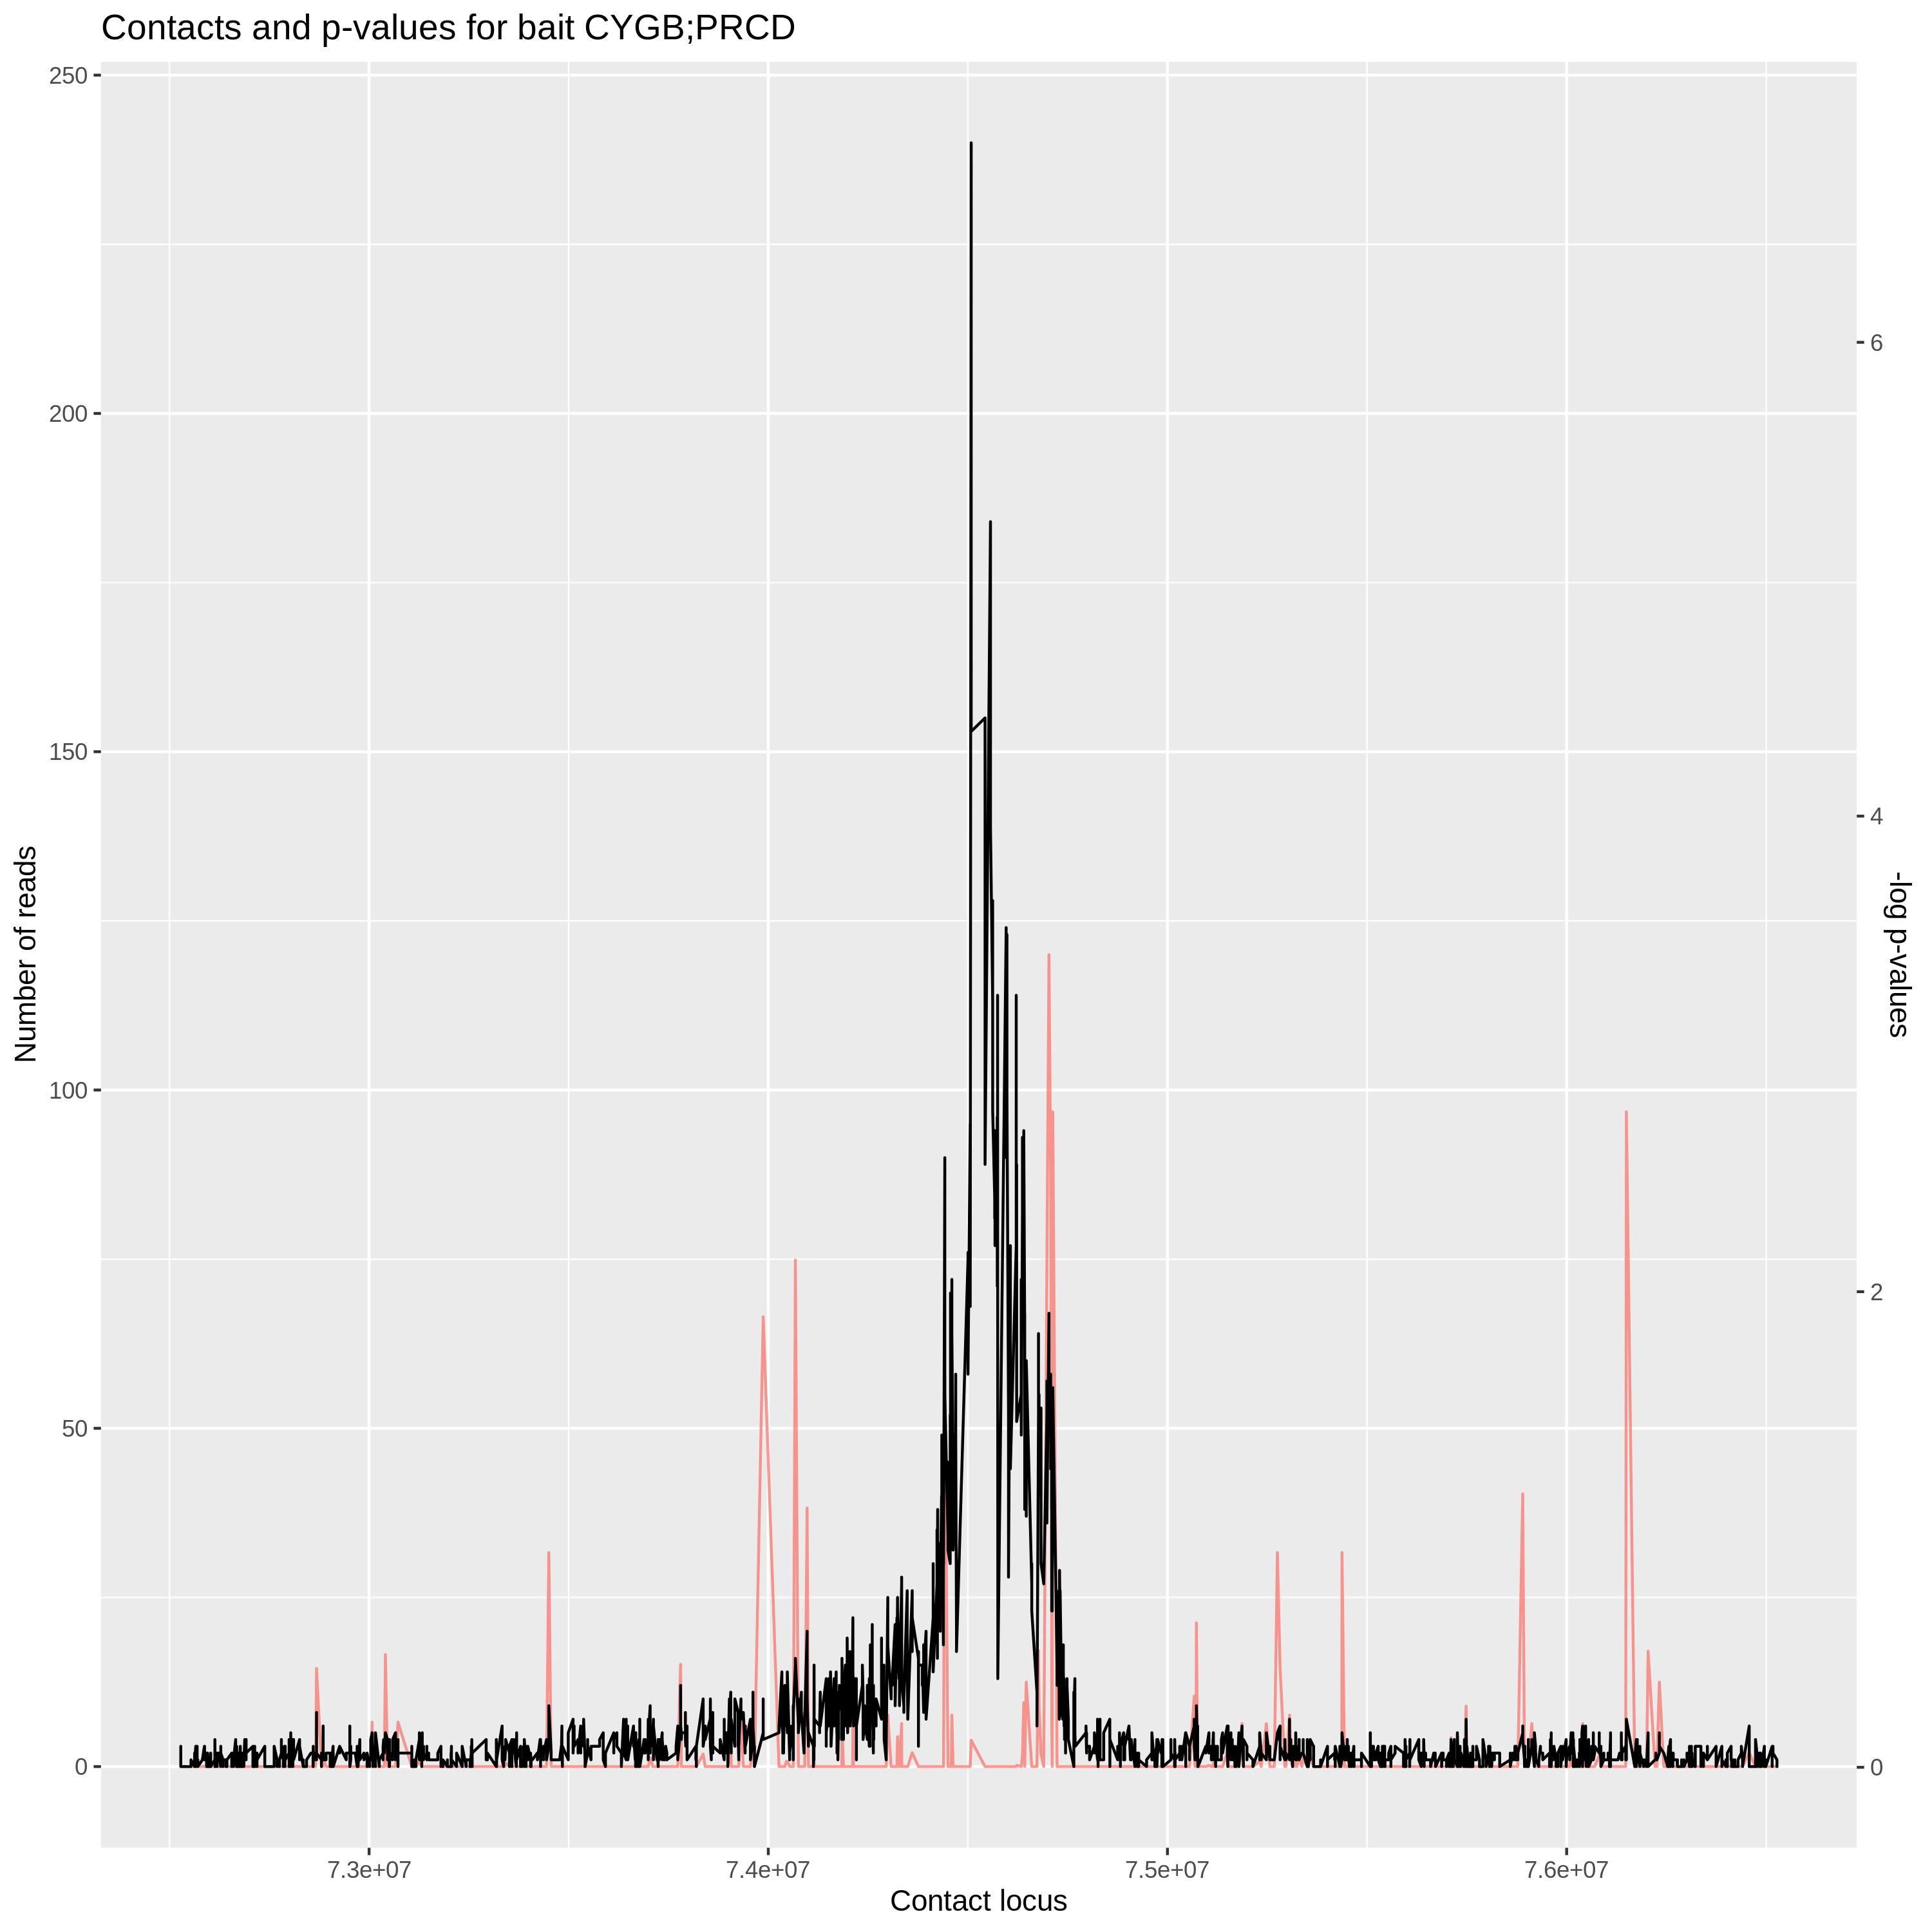 Contacts and p-values for bait CYGB;PRCD
250
200
150
100
50
0
Number of reads
6
4
2
0
-log p-values
7.3e+07
7.4e+07
7.5e+07
7.6e+07
Contact locus